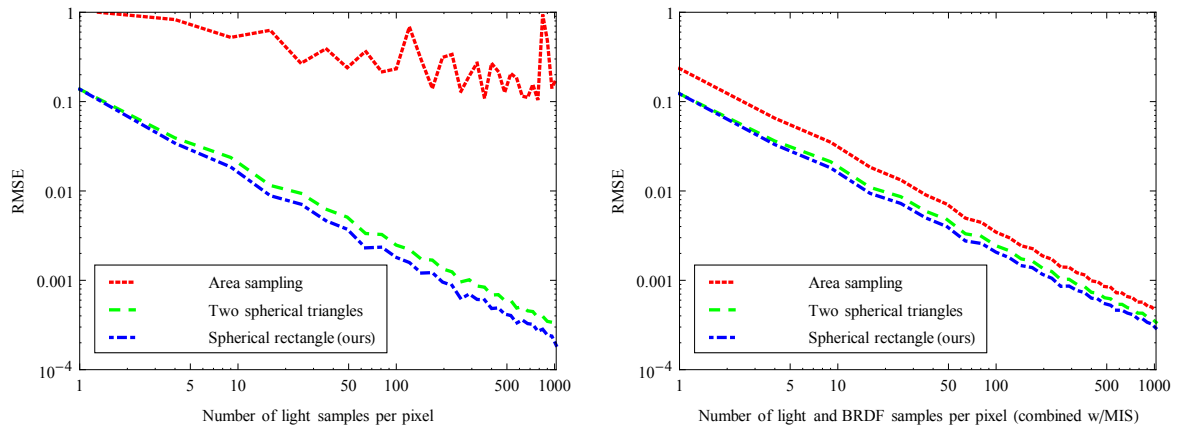 1
0.1
0.01
0.001
10⁻⁴
RMSE
Area sampling
Two spherical triangles
Spherical rectangle (ours)
1 5 10 50 100 500 1000
Number of light samples per pixel
1
0.1
0.01
0.001
10⁻⁴
RMSE
Area sampling
Two spherical triangles
Spherical rectangle (ours)
1 5 10 50 100 500 1000
Number of light and BRDF samples per pixel (combined w/MIS)